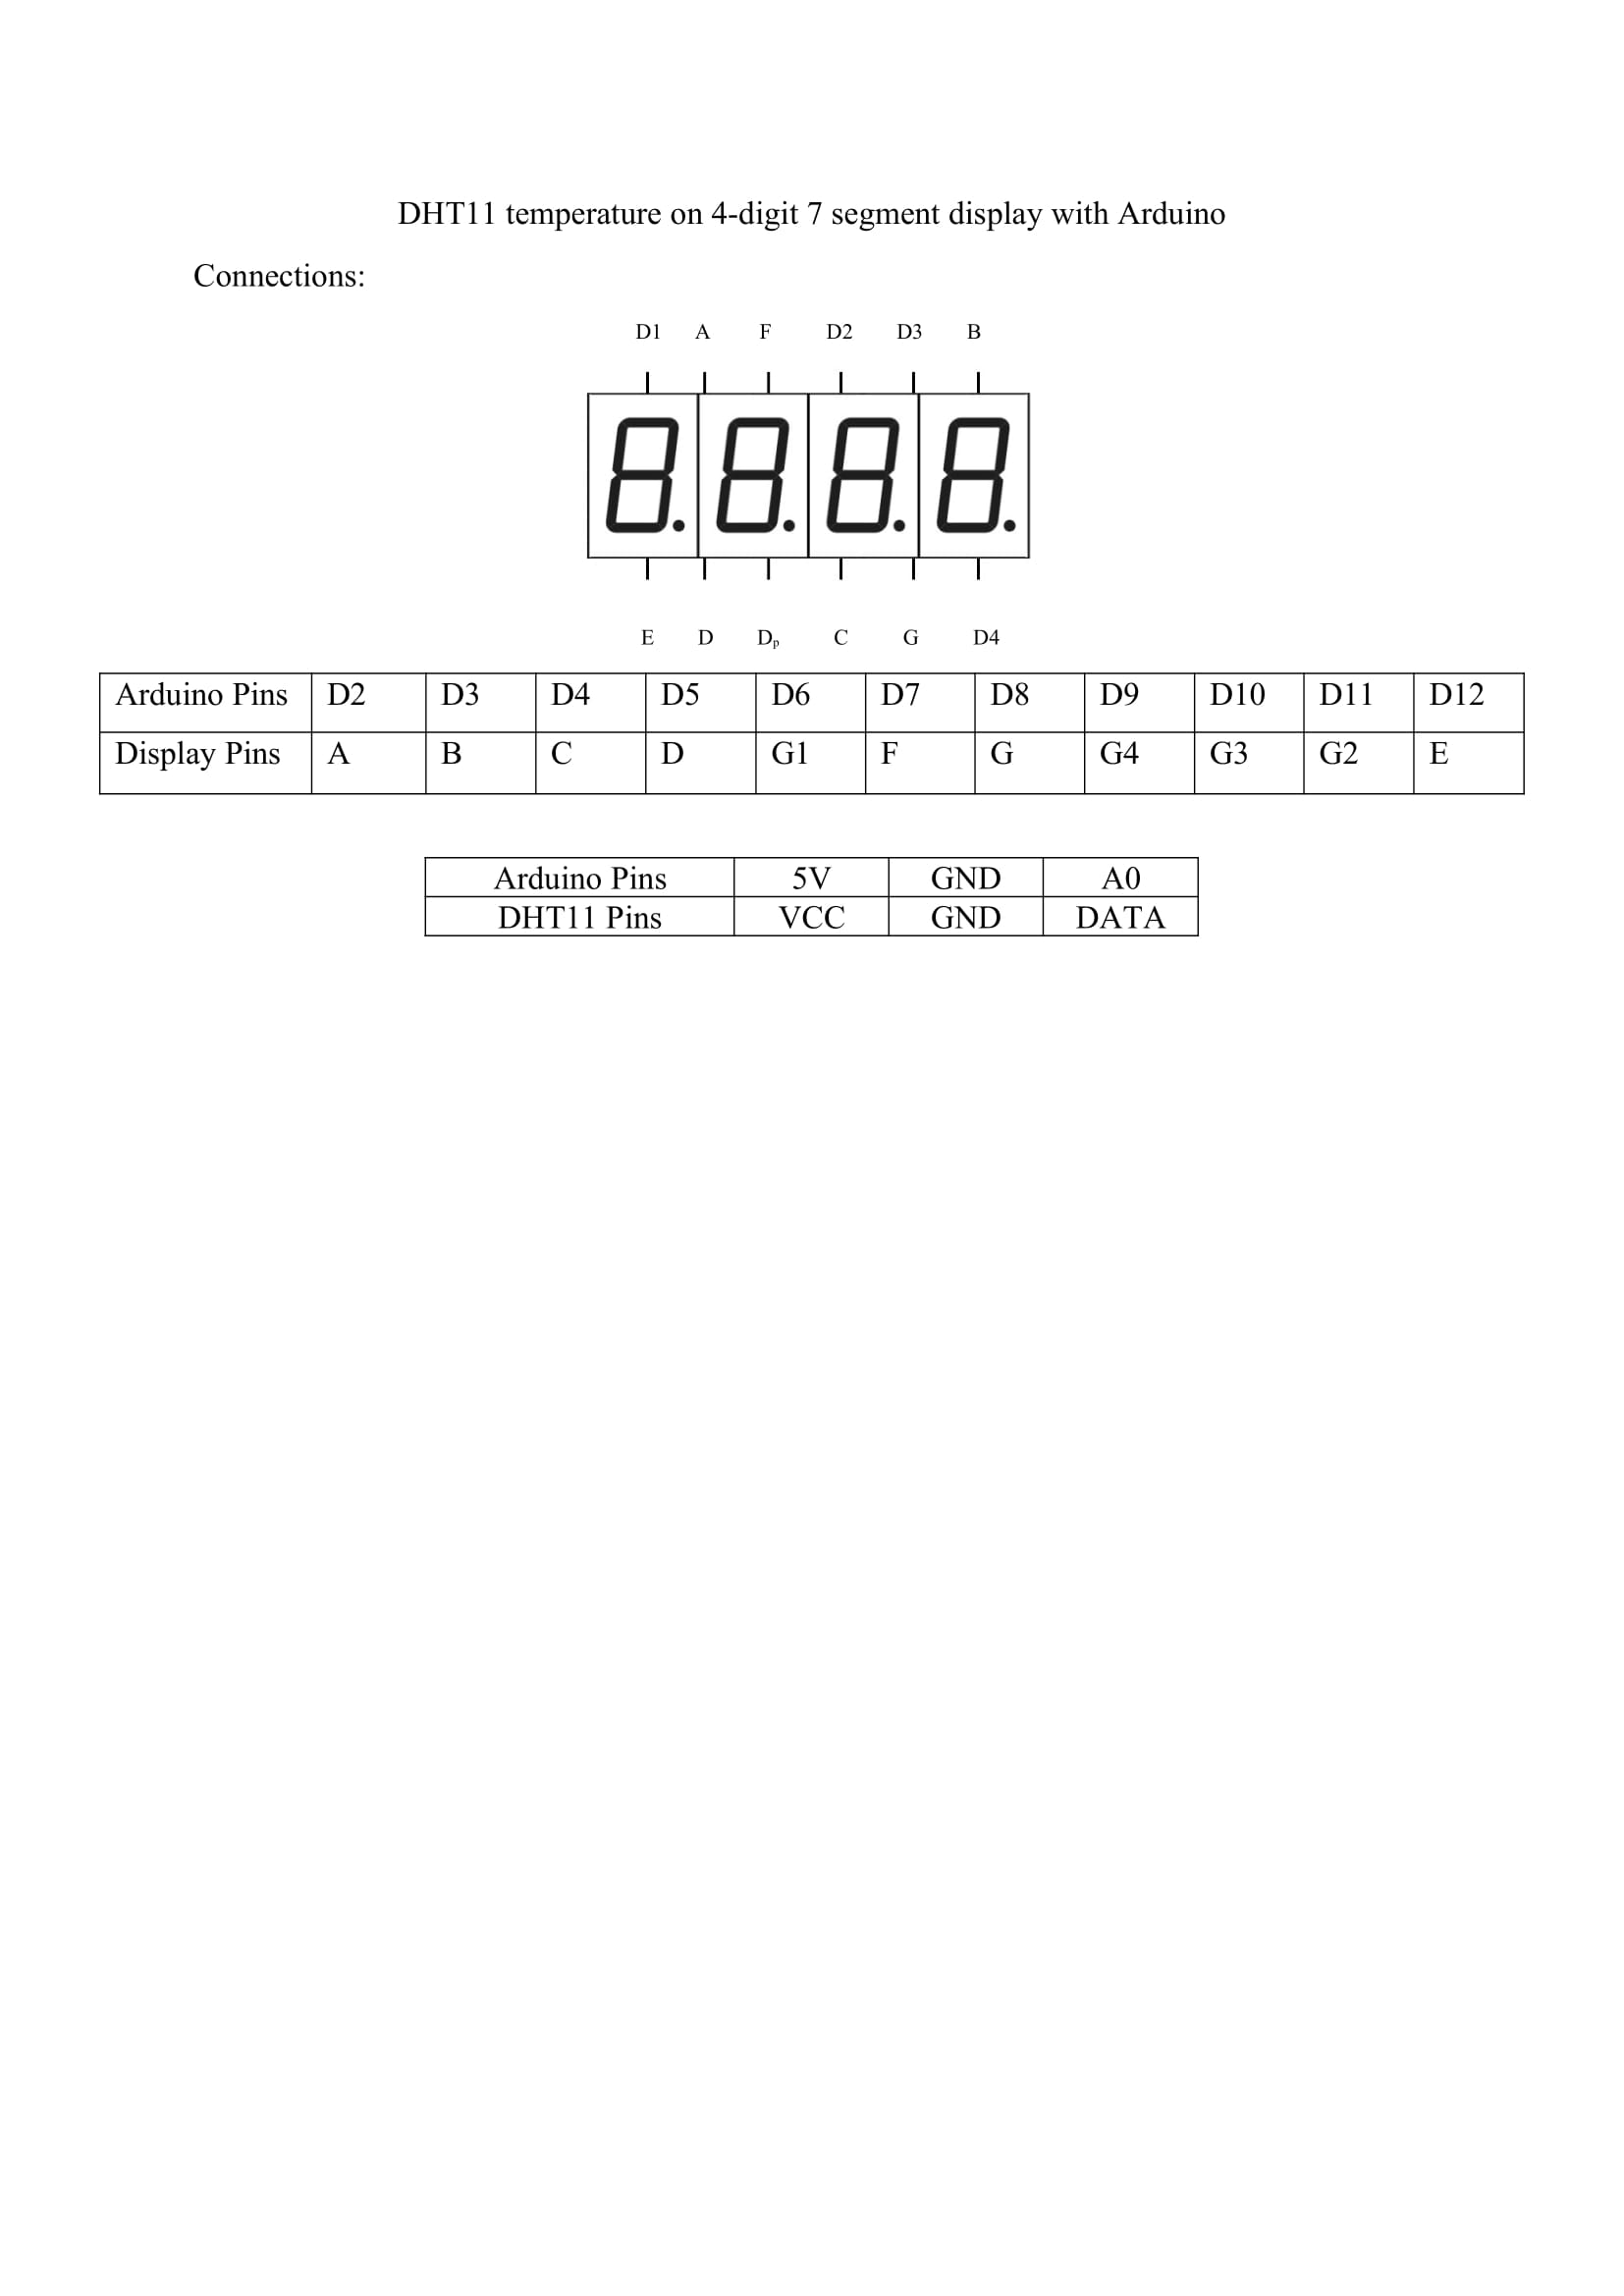 DHT11 temperature on 4-digit 7 segment display with Arduino
Connections:
D1 A F D2 D3 B
8.8.8.8.
E D Dp C G D4
Arduino Pins D2 D3 D4 D5 D6 D7 D8 D9 D10 D11 D12
Display Pins A B C D G1 F G G4 G3 G2 E
Arduino Pins 5V GND A0
DHT11 Pins VCC GND DATA